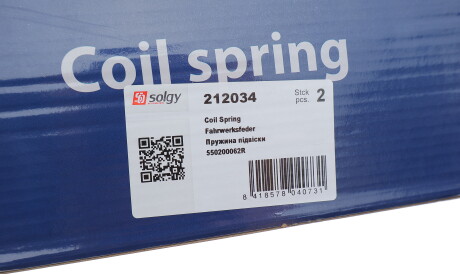 Coil spring
solgy 212034 Stck pcs. 2
Coil Spring
Fahrwerksfeder
Пружина підвіски
550200062R
8 418578 040731